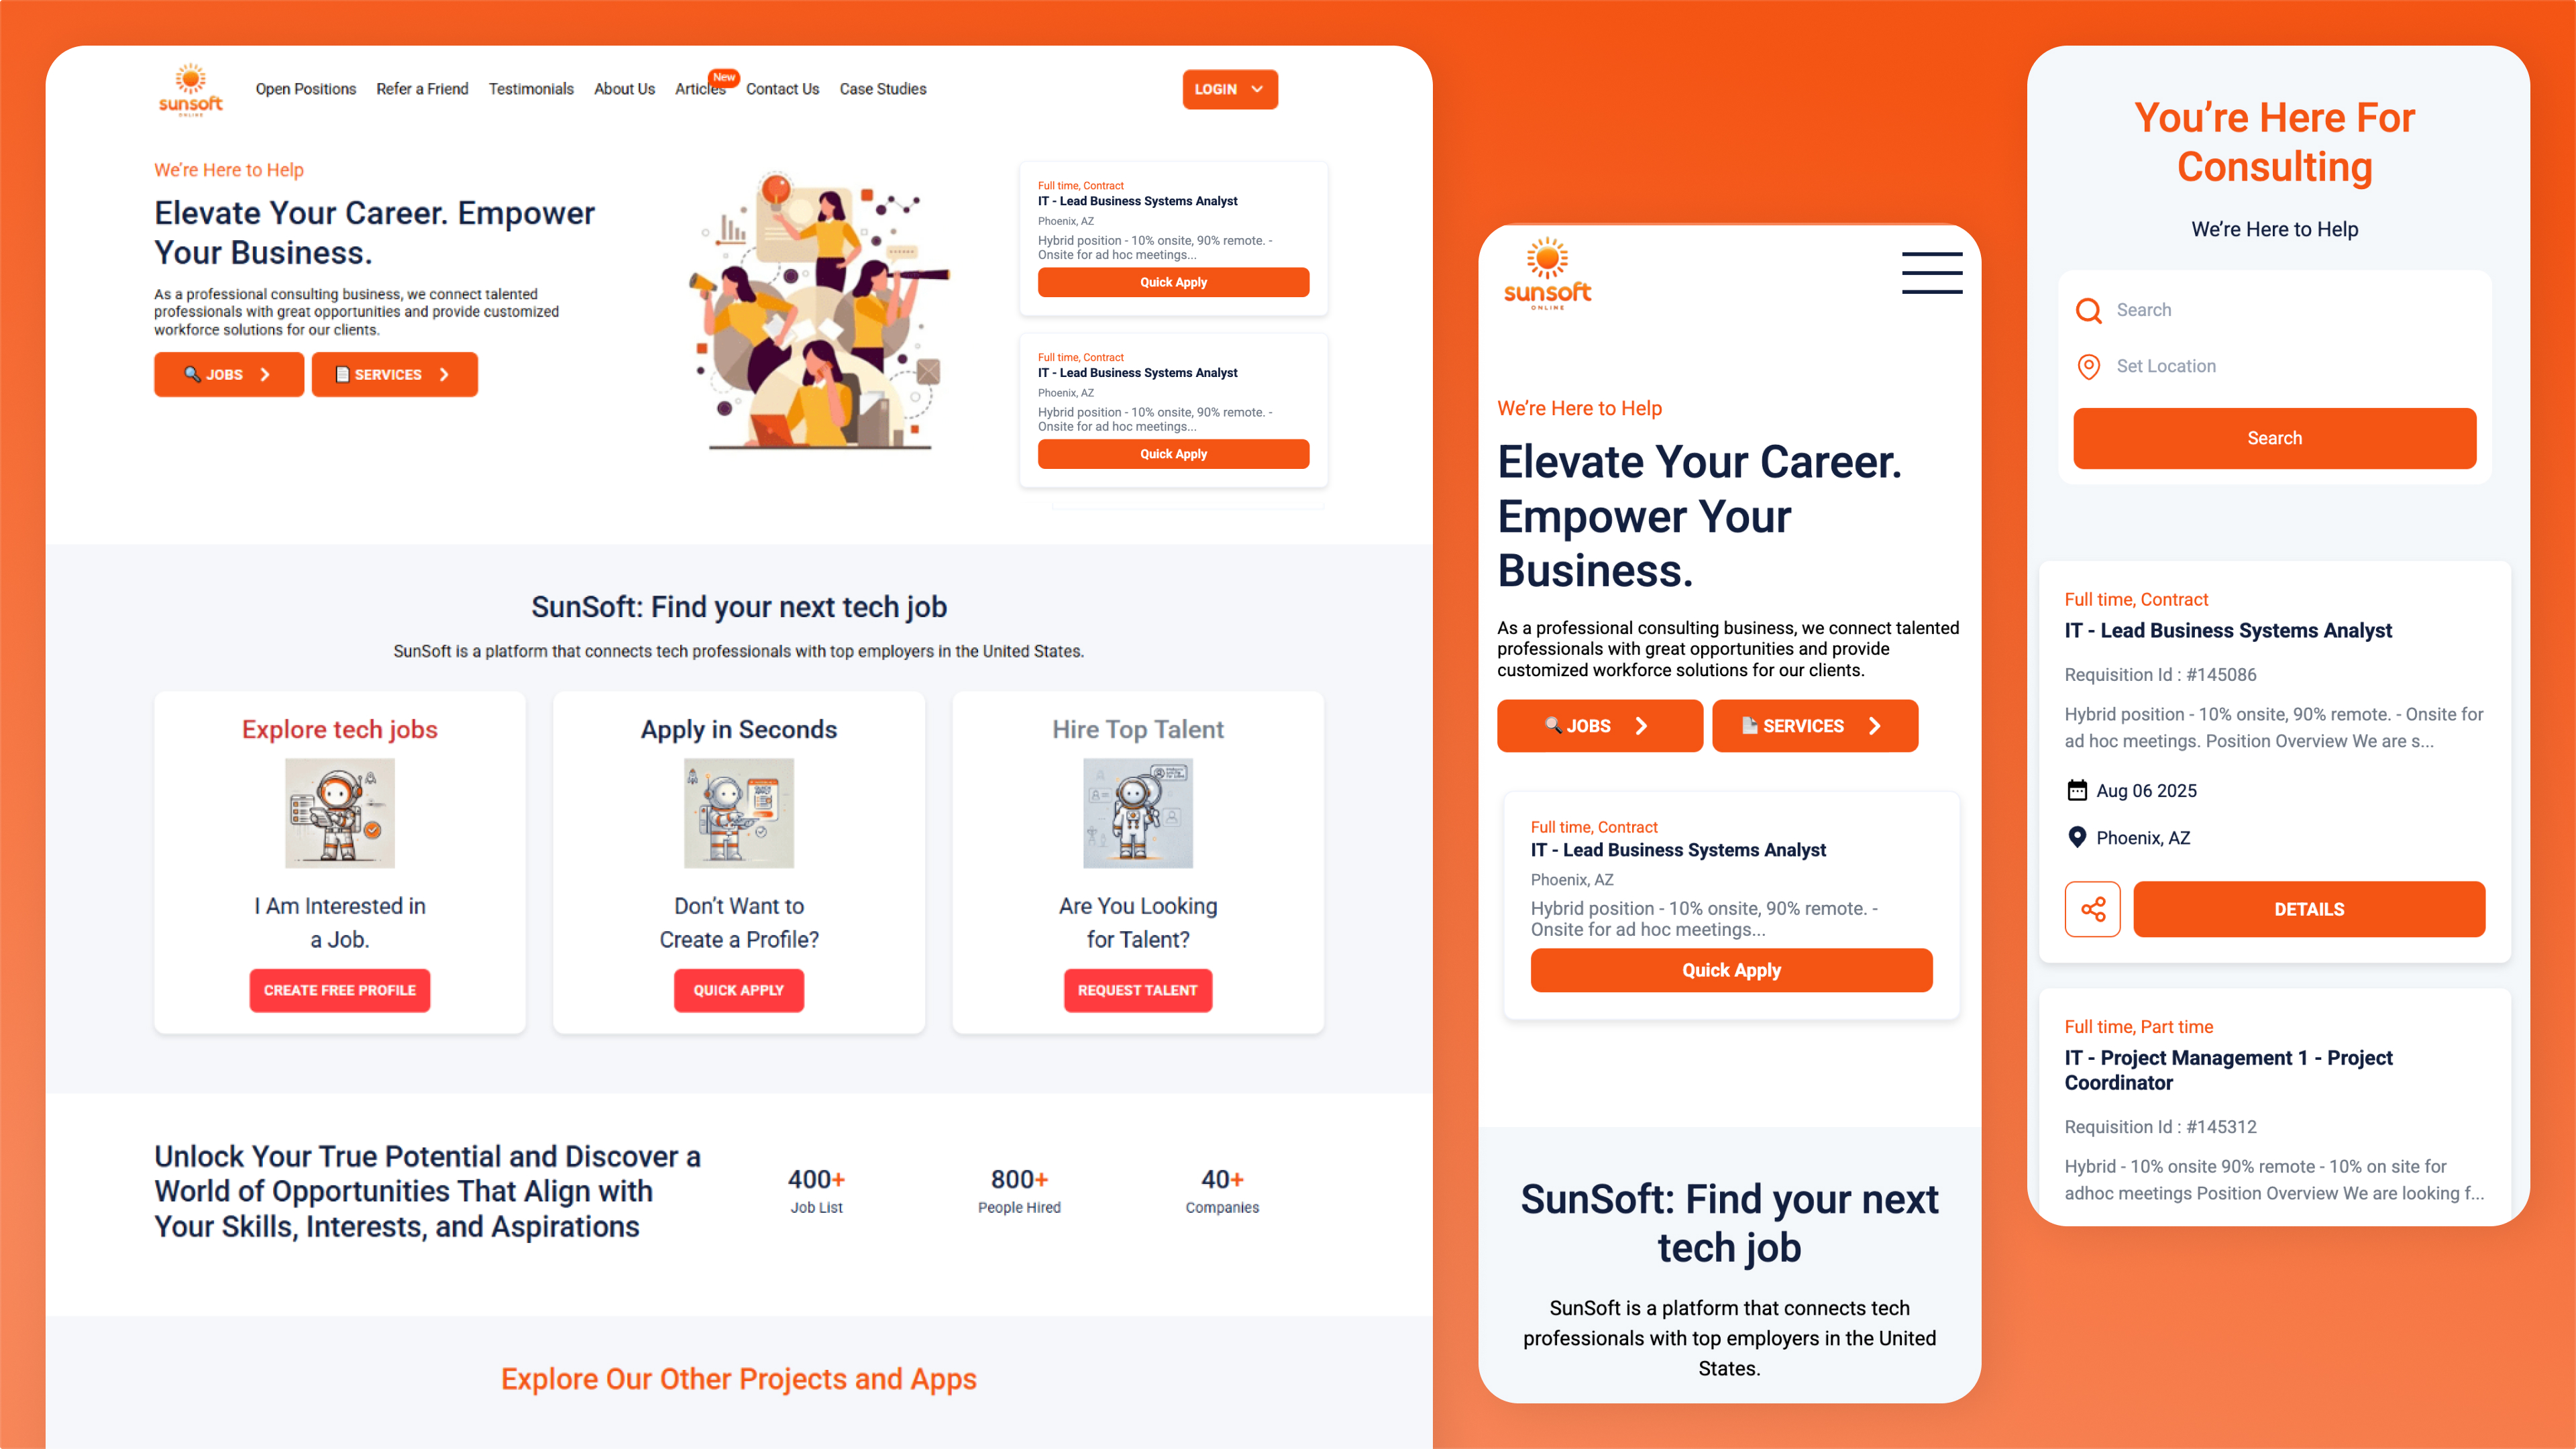 sunsoft
ONLINE
Open Positions
Refer a Friend
Testimonials
About Us
Articles
New
Contact Us
Case Studies
LOGIN
We're Here to Help
Elevate Your Career. Empower
Your Business.
As a professional consulting business, we connect talented
professionals with great opportunities and provide customized
workforce solutions for our clients.
JOBS
SERVICES
Full time, Contract
IT - Lead Business Systems Analyst
Phoenix, AZ
Hybrid position - 10% onsite, 90% remote. -
Onsite for ad hoc meetings...
Quick Apply
Full time, Contract
IT - Lead Business Systems Analyst
Phoenix, AZ
Hybrid position - 10% onsite, 90% remote. -
Onsite for ad hoc meetings...
Quick Apply
SunSoft: Find your next tech job
SunSoft is a platform that connects tech professionals with top employers in the United States.
Explore tech jobs
I Am Interested in
a Job.
CREATE FREE PROFILE
Apply in Seconds
Don't Want to
Create a Profile?
QUICK APPLY
Hire Top Talent
Are You Looking
for Talent?
REQUEST TALENT
Unlock Your True Potential and Discover a
World of Opportunities That Align with
Your Skills, Interests, and Aspirations
400+
Job List
800+
People Hired
40+
Companies
Explore Our Other Projects and Apps
sunsoft
ONLINE
We're Here to Help
Elevate Your Career.
Empower Your
Business.
As a professional consulting business, we connect talented
professionals with great opportunities and provide
customized workforce solutions for our clients.
JOBS
SERVICES
Full time, Contract
IT - Lead Business Systems Analyst
Phoenix, AZ
Hybrid position - 10% onsite, 90% remote. -
Onsite for ad hoc meetings...
Quick Apply
SunSoft: Find your next
tech job
SunSoft is a platform that connects tech
professionals with top employers in the United
States.
You're Here For
Consulting
We're Here to Help
Search
Set Location
Search
Full time, Contract
IT - Lead Business Systems Analyst
Requisition Id : #145086
Hybrid position - 10% onsite, 90% remote. - Onsite for
ad hoc meetings. Position Overview We are s...
Aug 06 2025
Phoenix, AZ
DETAILS
Full time, Part time
IT - Project Management 1 - Project
Coordinator
Requisition Id : #145312
Hybrid - 10% onsite 90% remote - 10% on site for
adhoc meetings Position Overview We are looking f...